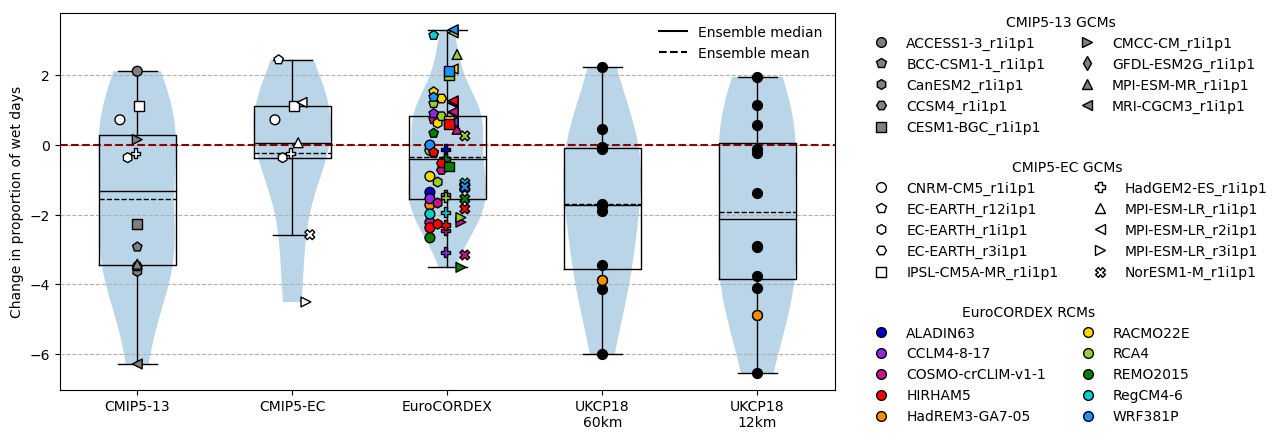 Change in proportion of wet days
2
0
−2
−4
−6
Ensemble median
Ensemble mean
CMIP5-13
CMIP5-EC
EuroCORDEX
UKCP18
60km
UKCP18
12km
CMIP5-13 GCMs
ACCESS1-3_r1i1p1
BCC-CSM1-1_r1i1p1
CanESM2_r1i1p1
CCSM4_r1i1p1
CESM1-BGC_r1i1p1
CMCC-CM_r1i1p1
GFDL-ESM2G_r1i1p1
MPI-ESM-MR_r1i1p1
MRI-CGCM3_r1i1p1
CMIP5-EC GCMs
CNRM-CM5_r1i1p1
EC-EARTH_r12i1p1
EC-EARTH_r1i1p1
EC-EARTH_r3i1p1
IPSL-CM5A-MR_r1i1p1
HadGEM2-ES_r1i1p1
MPI-ESM-LR_r1i1p1
MPI-ESM-LR_r2i1p1
MPI-ESM-LR_r3i1p1
NorESM1-M_r1i1p1
EuroCORDEX RCMs
ALADIN63
CCLM4-8-17
COSMO-crCLIM-v1-1
HIRHAM5
HadREM3-GA7-05
RACMO22E
RCA4
REMO2015
RegCM4-6
WRF381P